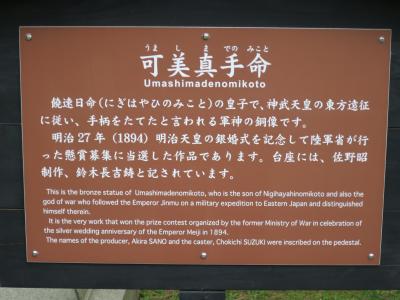 うましまでのみこと
可美真手命
Umashimadenomikoto
饒速日命(にぎはやひのみこと)の皇子で、神武天皇の東方遠征
に従い、手柄をたてたと言われる軍神の銅像です。
明治27年(1894)明治天皇の銀婚式を記念して陸軍省が行
った懸賞募集に当選した作品であります。台座には、佐野昭
制作、鈴木長吉鋳と記されています。
This is the bronze statue of Umashimadenomikoto, who is the son of Nigihayahinomikoto and also the
god of war who followed the Emperor Jinmu on a military expedition to Eastern Japan and distinguished
himself therein.
It is the very work that won the prize contest organized by the former Ministry of War in celebration of
the silver wedding anniversary of the Emperor Meiji in 1894.
The names of the producer, Akira SANO and the caster, Chokichi SUZUKI were inscribed on the pedestal.